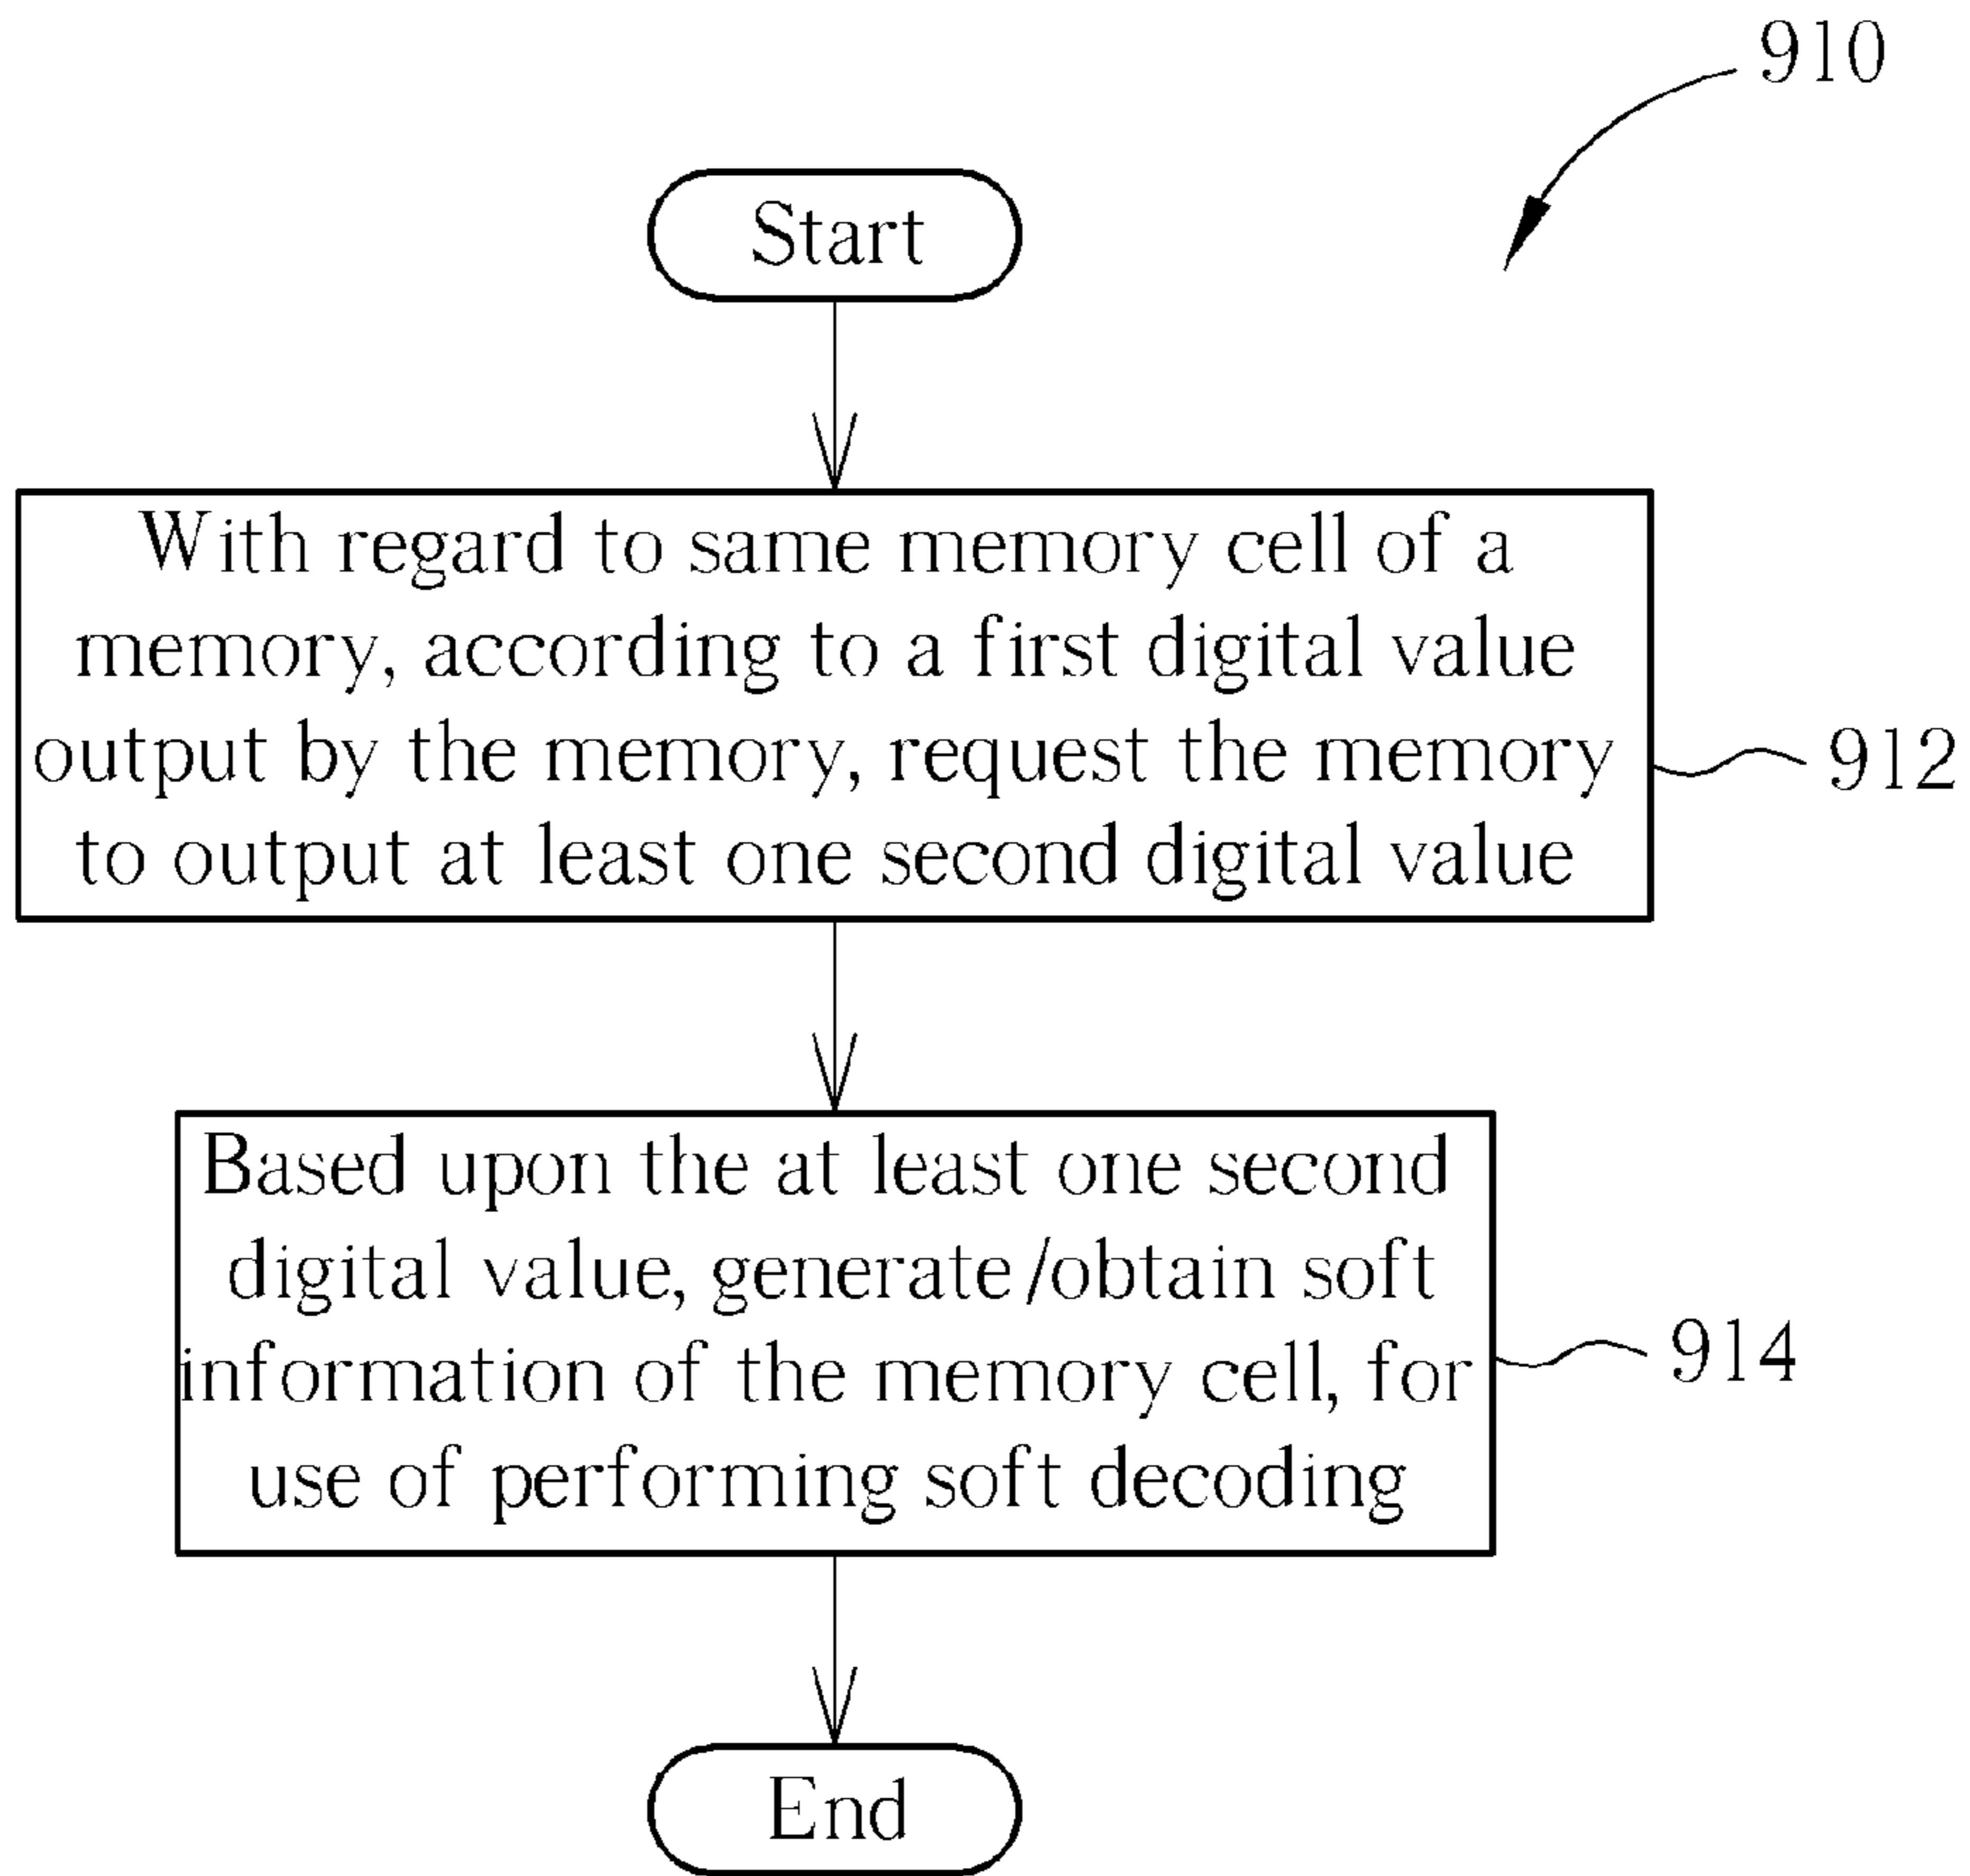 910
Start
With regard to same memory cell of a
memory, according to a first digital value
output by the memory, request the memory
to output at least one second digital value
912
Based upon the at least one second
digital value, generate/obtain soft
information of the memory cell, for
use of performing soft decoding
914
End